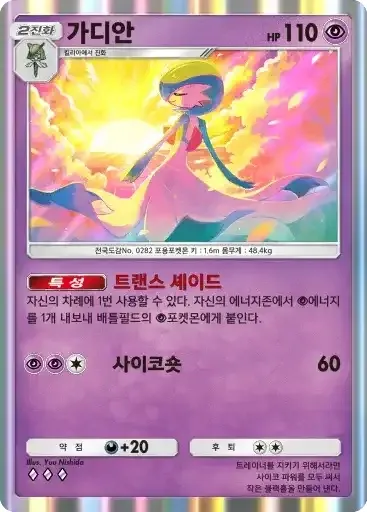 2진화 가디안 HP 110
킬리아에서 진화
전국도감No. 0282 포용포켓몬 키 : 1.6m 몸무게 : 48.4kg
특성 트랜스 셰이드
자신의 차례에 1번 사용할 수 있다. 자신의 에너지존에서 에너지
를 1개 내보내 배틀필드의 포켓몬에게 붙인다.
사이코숏 60
약점 +20 후퇴
Illus. Yuu Nishida
트레이너를 지키기 위해서라면
사이코 파워를 모두 써서
작은 블랙홀을 만들어 낸다.